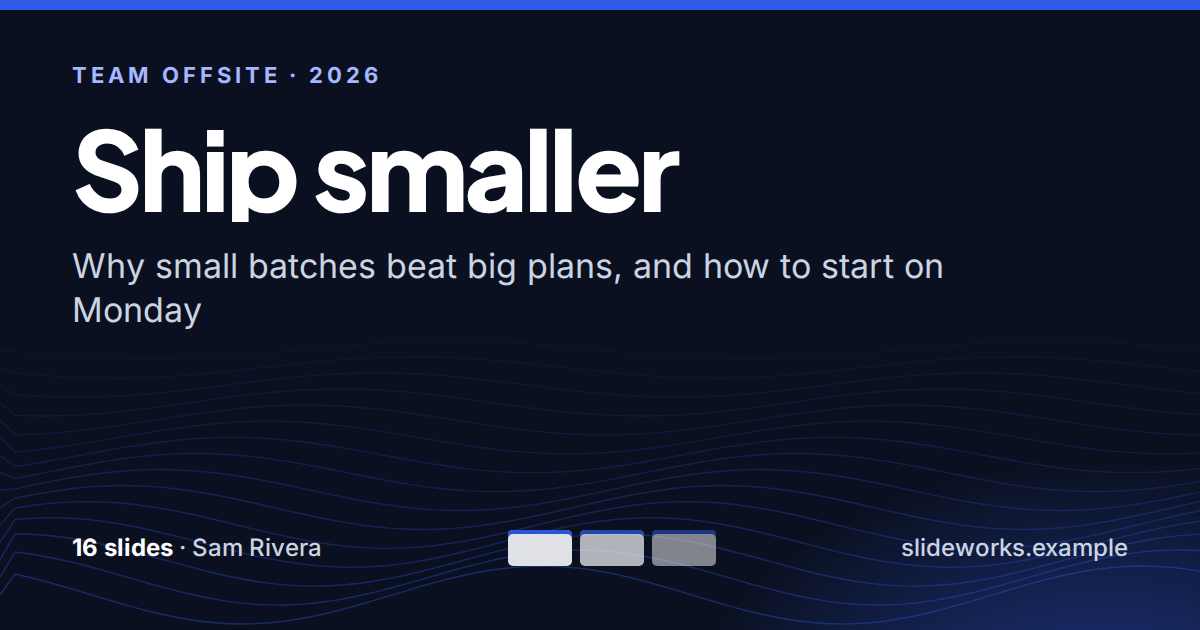 TEAM OFFSITE · 2026
Ship smaller
Why small batches beat big plans, and how to start on
Monday
16 slides · Sam Rivera
slideworks.example